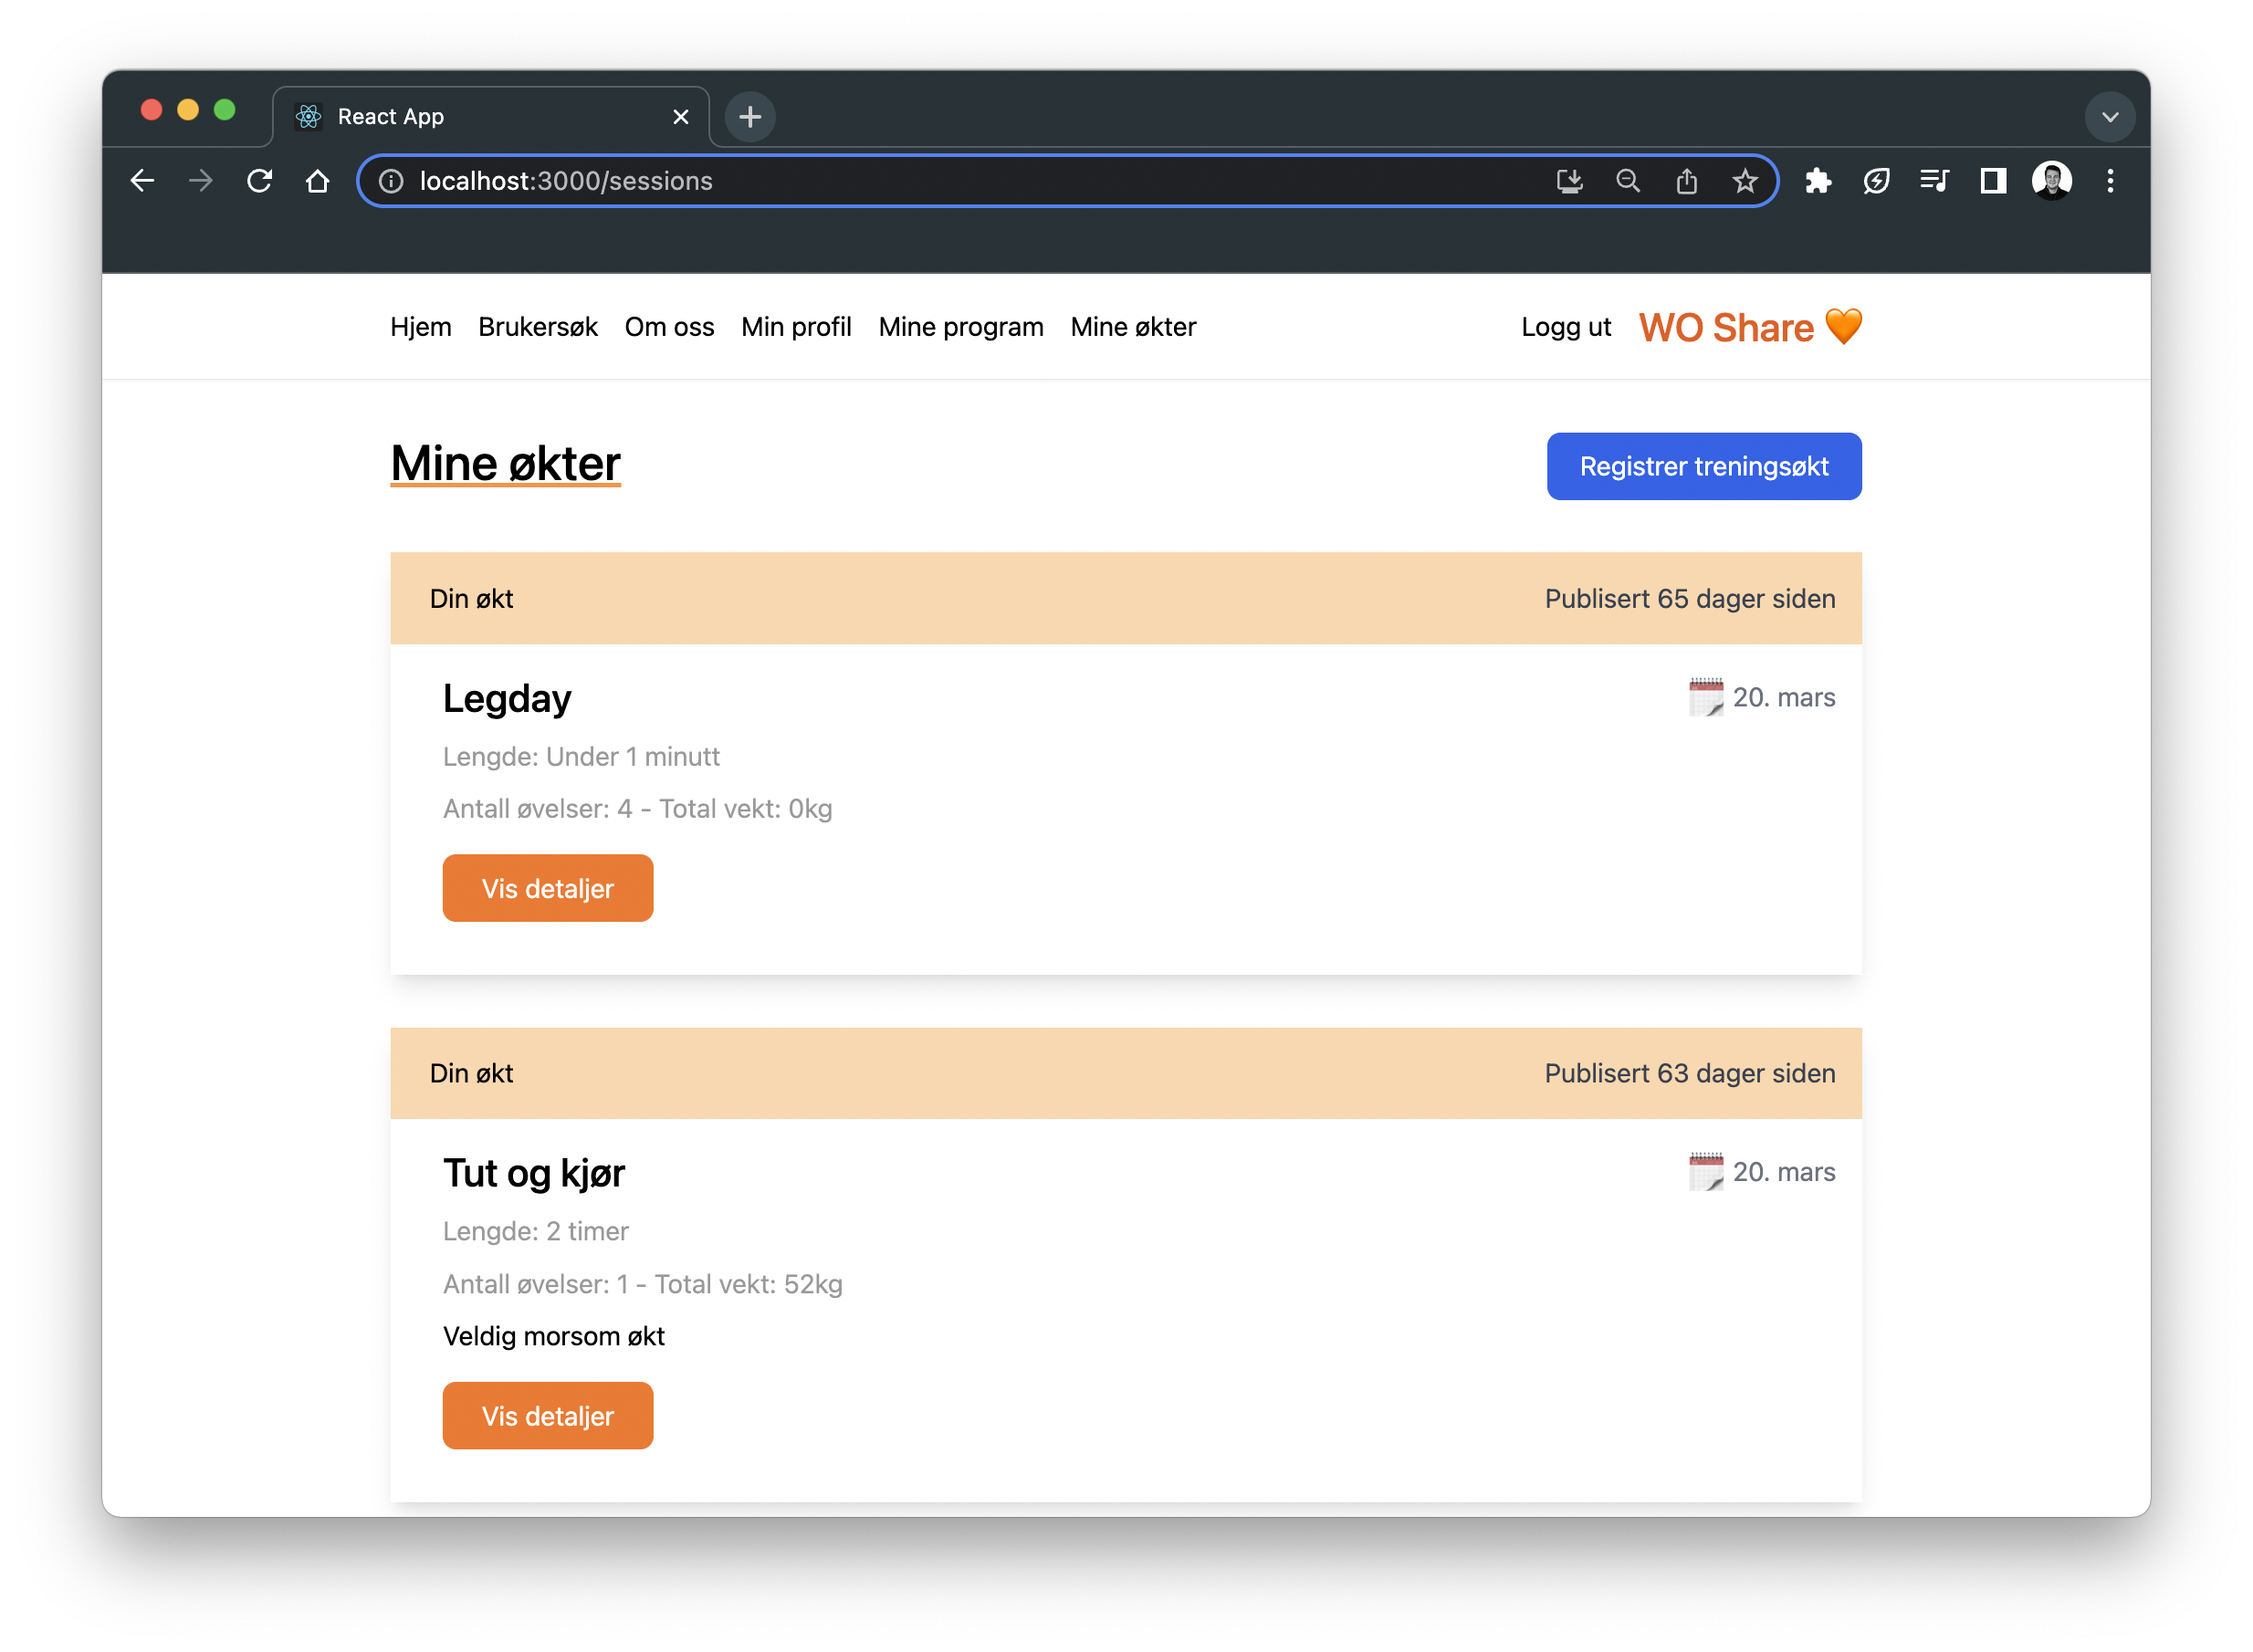 React App
localhost:3000/sessions
Hjem Brukersøk Om oss Min profil Mine program Mine økter Logg ut WO Share 🧡
Mine økter
Registrer treningsøkt
Din økt Publisert 65 dager siden
Legday 20. mars
Lengde: Under 1 minutt
Antall øvelser: 4 - Total vekt: 0kg
Vis detaljer
Din økt Publisert 63 dager siden
Tut og kjør 20. mars
Lengde: 2 timer
Antall øvelser: 1 - Total vekt: 52kg
Veldig morsom økt
Vis detaljer